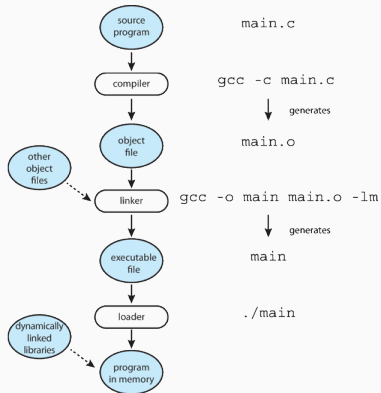 source
program
main.c
compiler
gcc -c main.c
generates
object
file
main.o
other
object
files
linker
gcc -o main main.o -lm
generates
executable
file
main
loader
./main
dynamically
linked
libraries
program
in memory